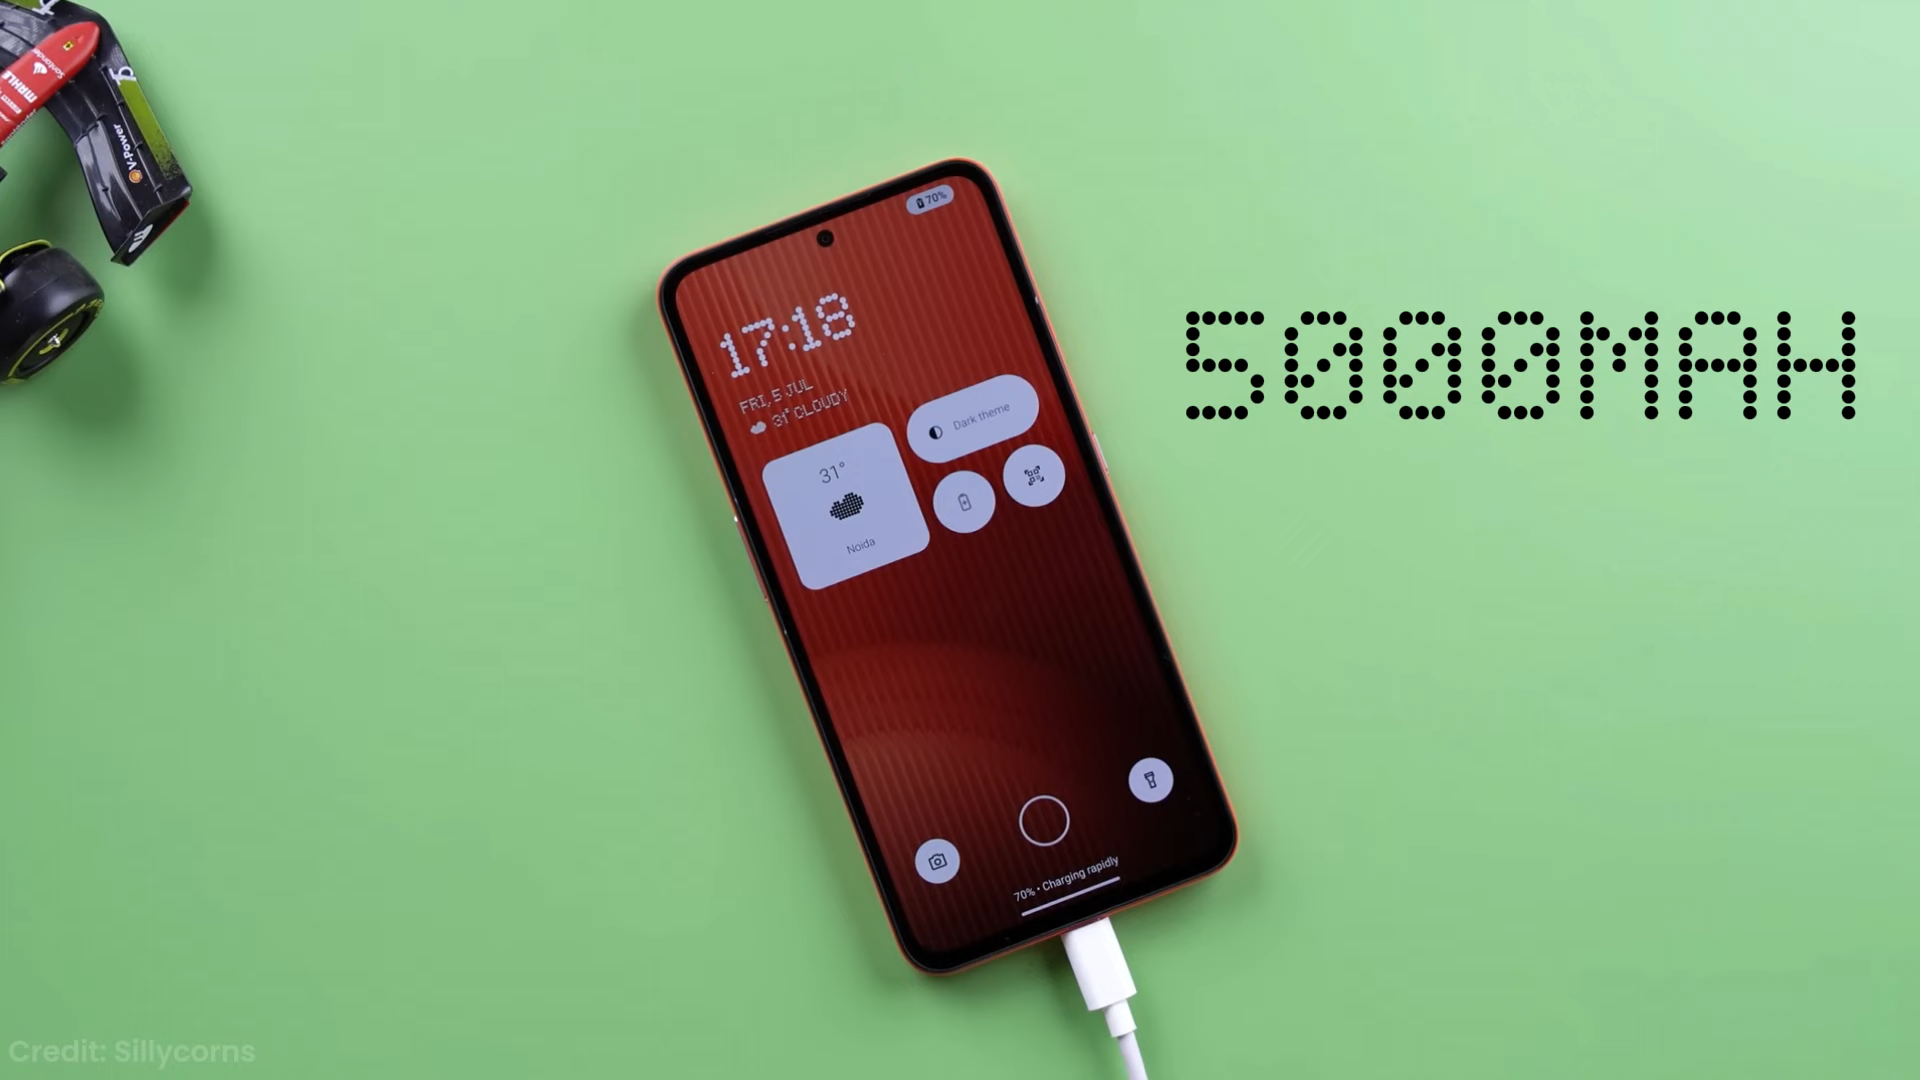 Santander
MAHLE
V-Power
70%
17:18
FRI, 5 JUL
31° CLOUDY
31°
Noida
Dark theme
70% • Charging rapidly
5000MAH
Credit: Sillycorns